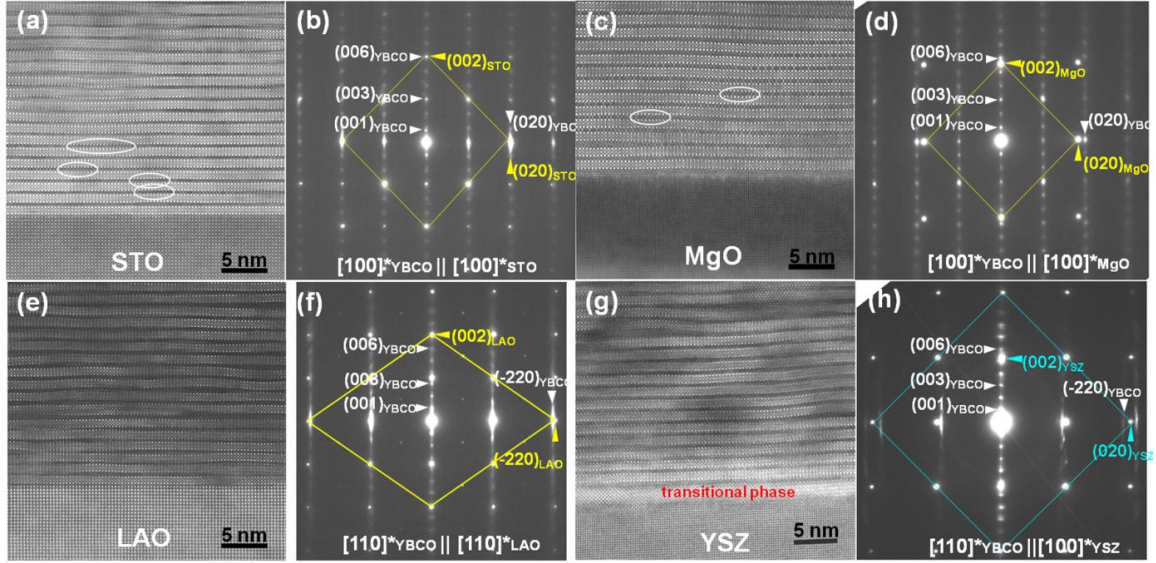 (a)
STO
5 nm
(b)
(006)YBCO
(002)STO
(003)YBCO
(001)YBCO
(020)YBC
(020)STO
[100]*YBCO || [100]*STO
(c)
MgO
5 nm
(d)
(006)YBCO
(002)MgO
(003)YBCO
(001)YBCO
(020)YBC
(020)MgO
[100]*YBCO || [100]*MgO
(e)
LAO
5 nm
(f)
(002)LAO
(006)YBCO
(003)YBCO
(-220)YBCO
(001)YBCO
(-220)LAO
[110]*YBCO || [110]*LAO
(g)
transitional phase
YSZ
5 nm
(h)
(006)YBCO
(002)YSZ
(003)YBCO
(-220)YBCO
(001)YBCO
(020)YSZ
[110]*YBCO ||[100]*YSZ